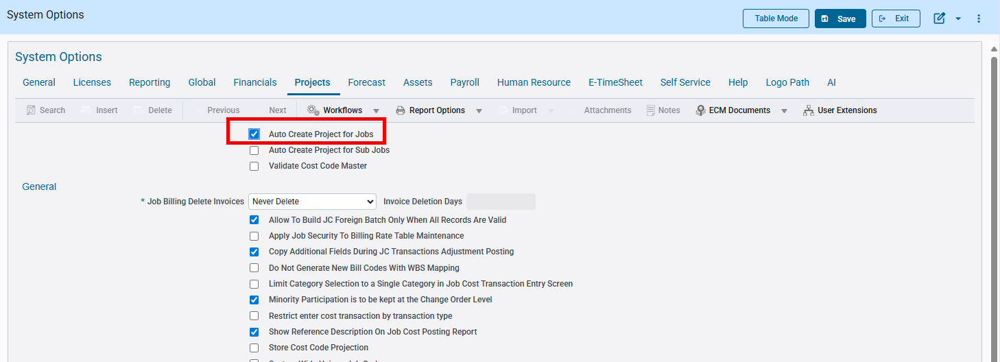 System Options
Table Mode Save Exit
System Options
General Licenses Reporting Global Financials Projects Forecast Assets Payroll Human Resource E-TimeSheet Self Service Help Logo Path AI
Search Insert Delete Previous Next Workflows Report Options Import Attachments Notes ECM Documents User Extensions
Auto Create Project for Jobs
Auto Create Project for Sub Jobs
Validate Cost Code Master
General
* Job Billing Delete Invoices Never Delete Invoice Deletion Days
Allow To Build JC Foreign Batch Only When All Records Are Valid
Apply Job Security To Billing Rate Table Maintenance
Copy Additional Fields During JC Transactions Adjustment Posting
Do Not Generate New Bill Codes With WBS Mapping
Limit Category Selection to a Single Category in Job Cost Transaction Entry Screen
Minority Participation is to be kept at the Change Order Level
Restrict enter cost transaction by transaction type
Show Reference Description On Job Cost Posting Report
Store Cost Code Projection